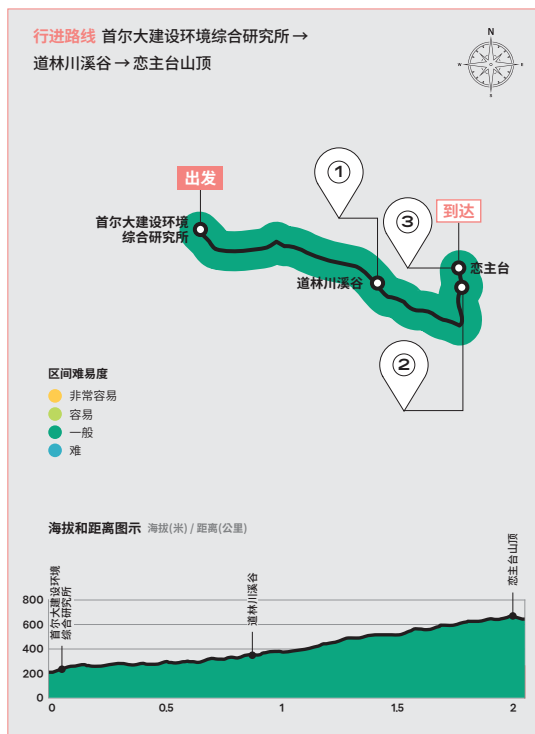 行进路线 首尔大建设环境综合研究所 →
道林川溪谷 → 恋主台山顶
N
W
E
S
出发
首尔大建设环境
综合研究所
1
道林川溪谷
3
到达
恋主台
2
区间难易度
非常容易
容易
一般
难
海拔和距离图示 海拔(米) / 距离(公里)
首尔大建设环境
综合研究所
道林川溪谷
恋主台山顶
800
600
400
200
0
0
0.5
1
1.5
2